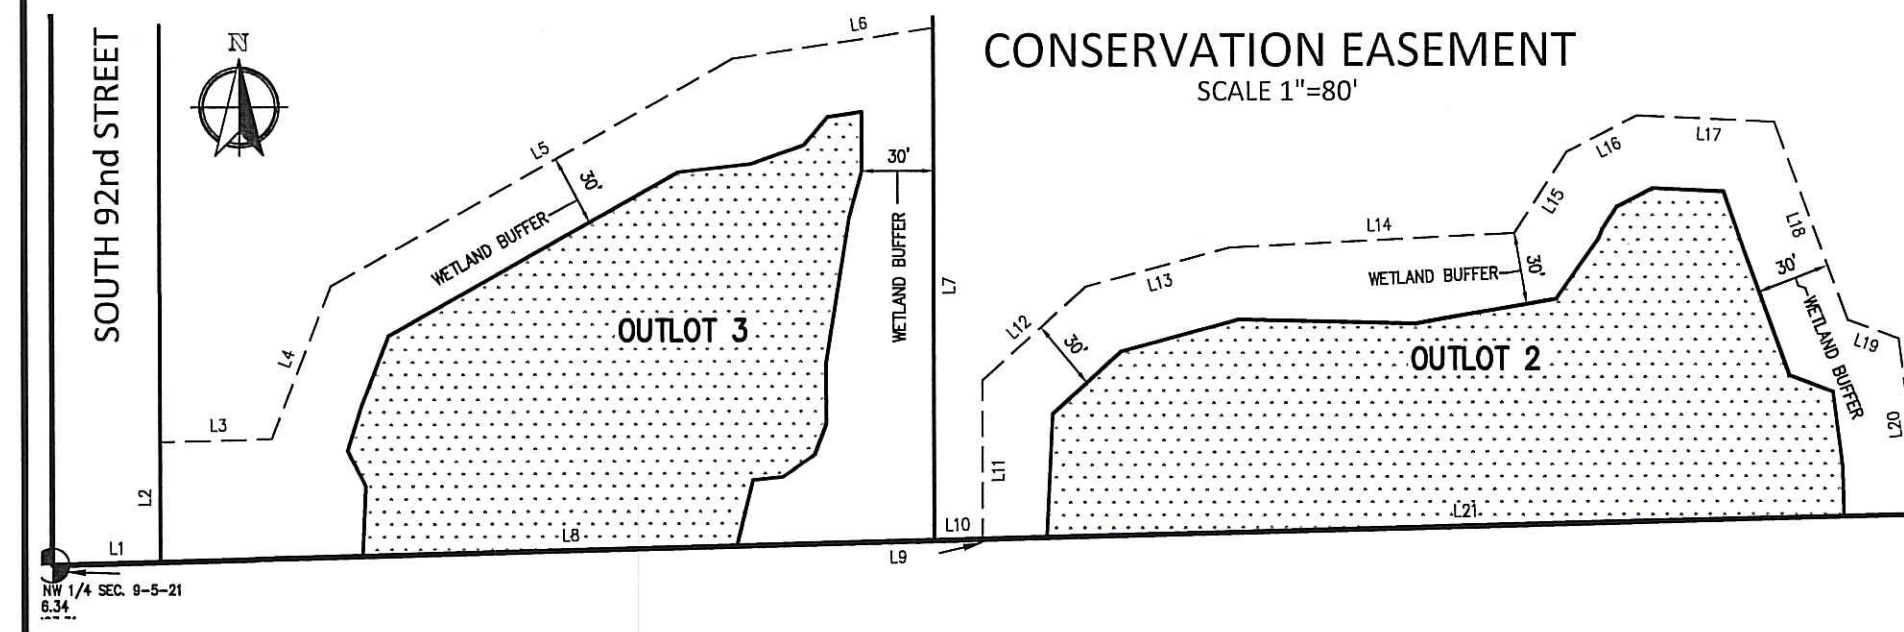 SOUTH 92nd STREET
N
CONSERVATION EASEMENT
SCALE 1"=80'
L6
L5
30'
WETLAND BUFFER
30'
WETLAND BUFFER
L7
OUTLOT 3
L4
L3
L2
L1
L8
L9
L10
NW 1/4 SEC. 9-5-21
6.34
L11
L12
30'
L13
L14
WETLAND BUFFER
30'
L15
L16
L17
L18
30'
WETLAND BUFFER
L19
L20
OUTLOT 2
L21